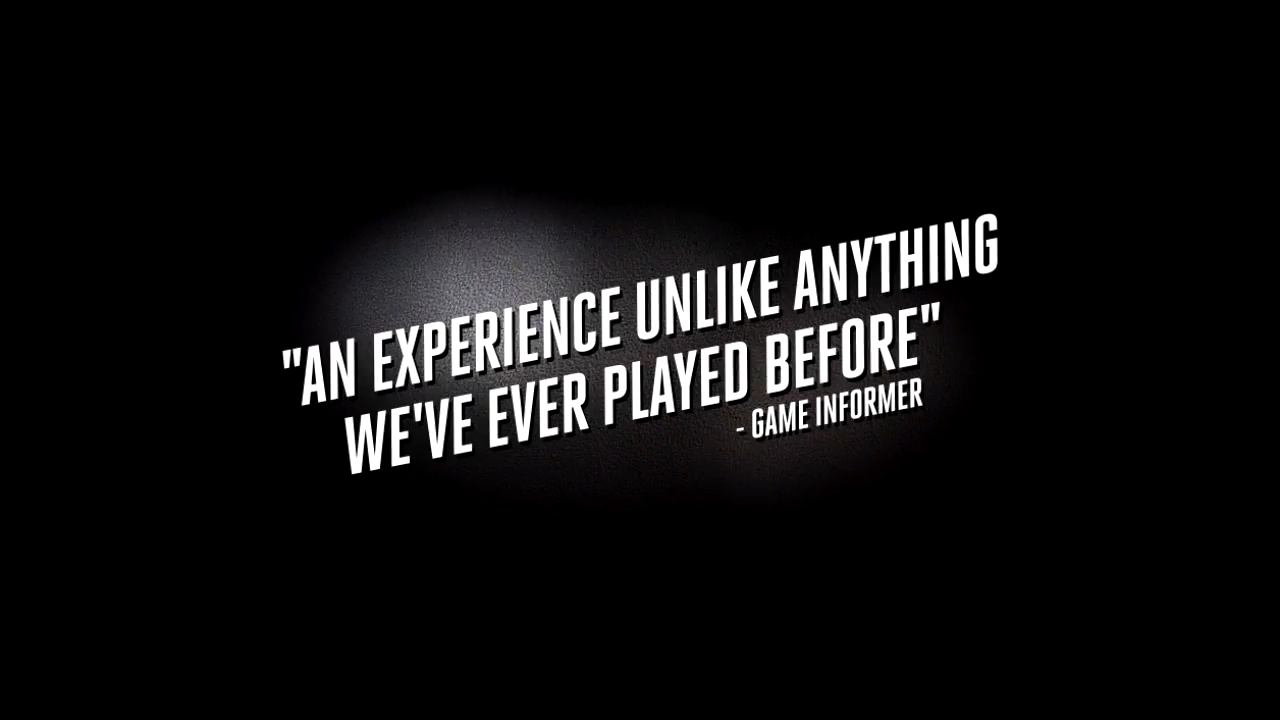 "AN EXPERIENCE UNLIKE ANYTHING
WE'VE EVER PLAYED BEFORE"
- GAME INFORMER